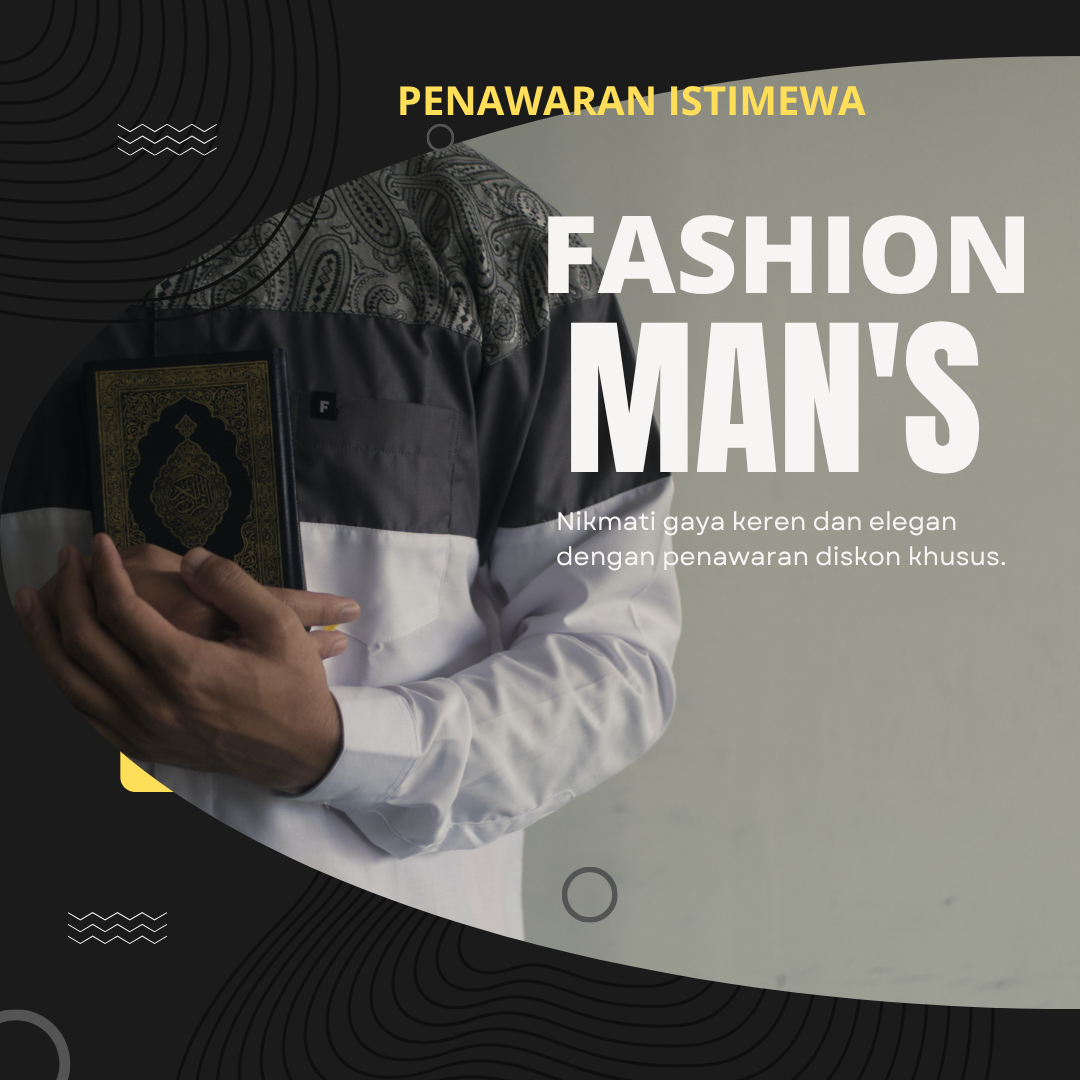 PENAWARAN ISTIMEWA
FASHION
MAN'S
F
Nikmati gaya keren dan elegan
dengan penawaran diskon khusus.